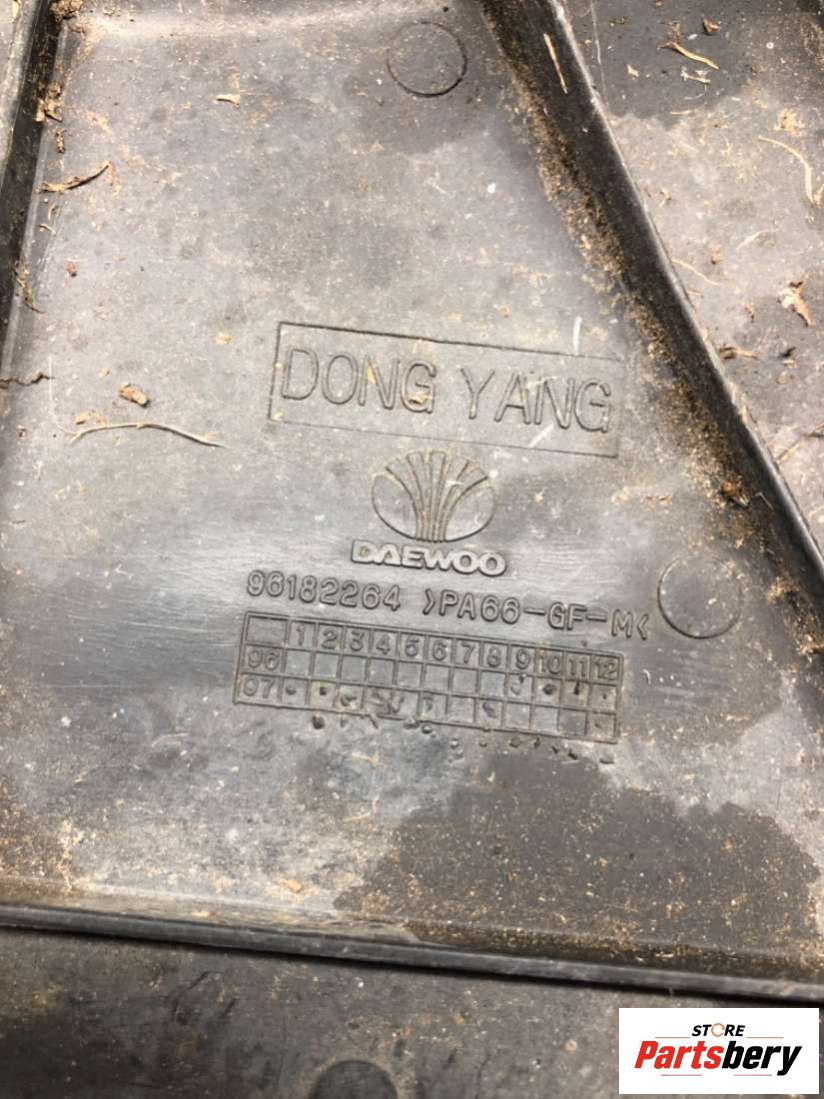 DONG YANG
DAEWOO
96182264 >PA66-GF-M<
1 2 3 4 5 6 7 8 9 10 11 12
96
97
STORE
Partsbery